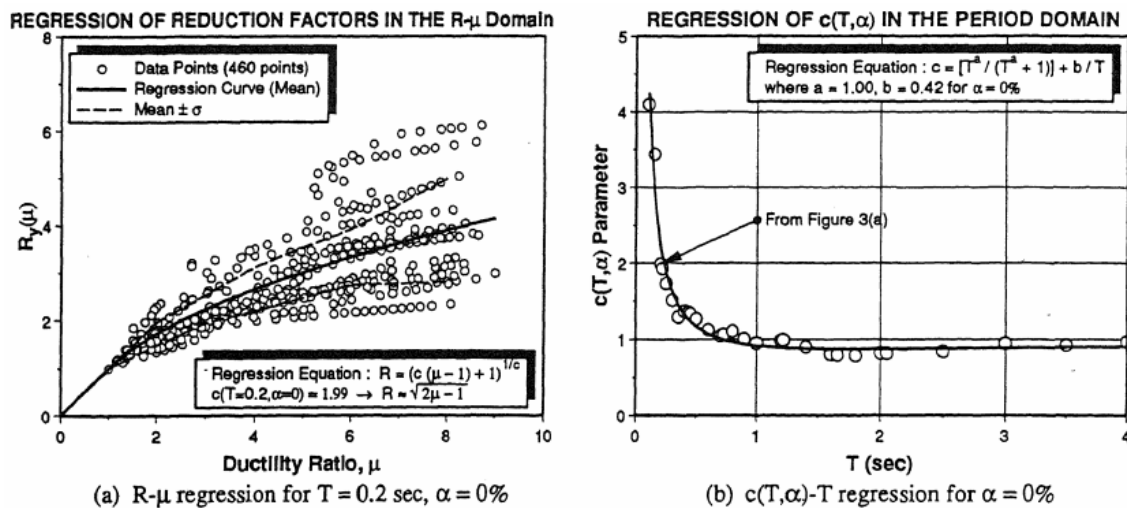 REGRESSION OF REDUCTION FACTORS IN THE R-μ Domain
8
6
4
2
0
R_y(μ)
Data Points (460 points)
Regression Curve (Mean)
Mean ± σ
Regression Equation : R = (c (μ − 1) + 1)^{1/c}
c(T=0.2,α=0) = 1.99 → R ≈ √2μ − 1
0 2 4 6 8 10
Ductility Ratio, μ
(a) R-μ regression for T = 0.2 sec, α = 0%
REGRESSION OF c(T,α) IN THE PERIOD DOMAIN
5
4
3
2
1
0
c(T,α) Parameter
Regression Equation : c = [T^a / (T^a + 1)] + b / T
where a = 1.00, b = 0.42 for α = 0%
From Figure 3(a)
0 1 2 3 4
T (sec)
(b) c(T,α)-T regression for α = 0%